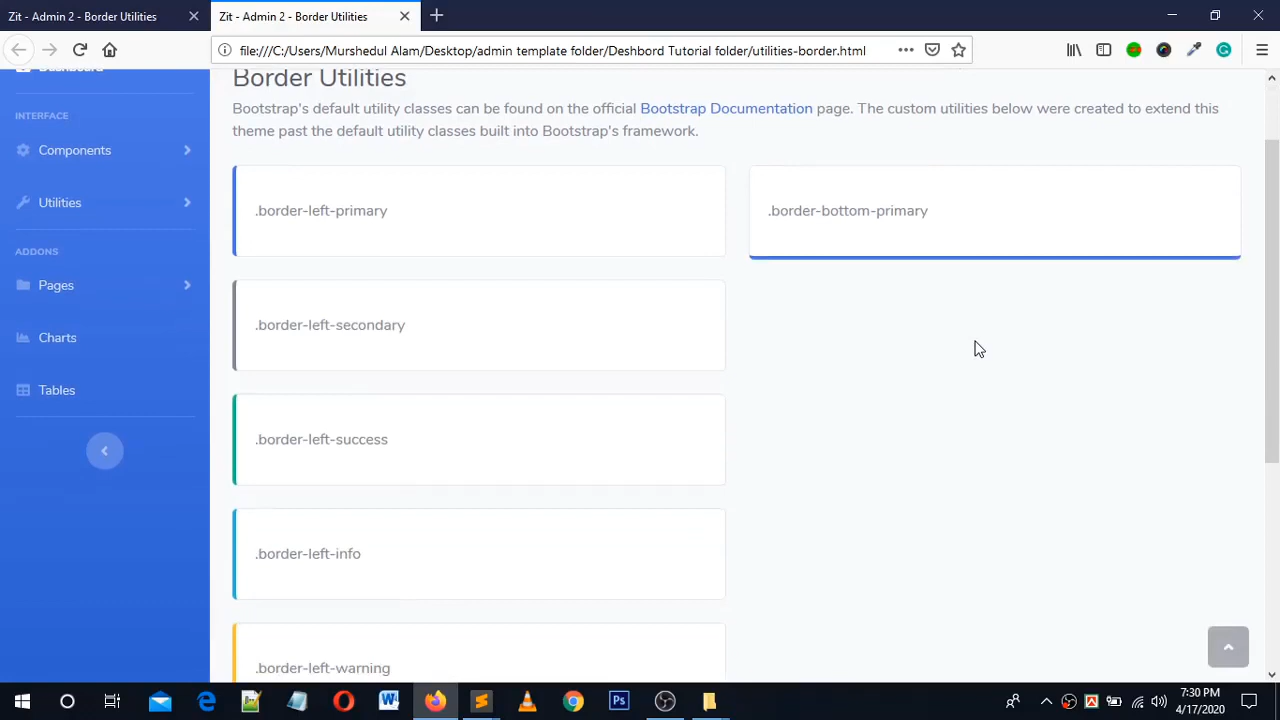 Zit - Admin 2 - Border Utilities
Zit - Admin 2 - Border Utilities
file:///C:/Users/Murshedul Alam/Desktop/admin template folder/Deshbord Tutorial folder/utilities-border.html
Dashboard
INTERFACE
Components
Utilities
ADDONS
Pages
Charts
Tables
Border Utilities
Bootstrap's default utility classes can be found on the official Bootstrap Documentation page. The custom utilities below were created to extend this
theme past the default utility classes built into Bootstrap's framework.
.border-left-primary
.border-bottom-primary
.border-left-secondary
.border-left-success
.border-left-info
.border-left-warning
7:30 PM
4/17/2020